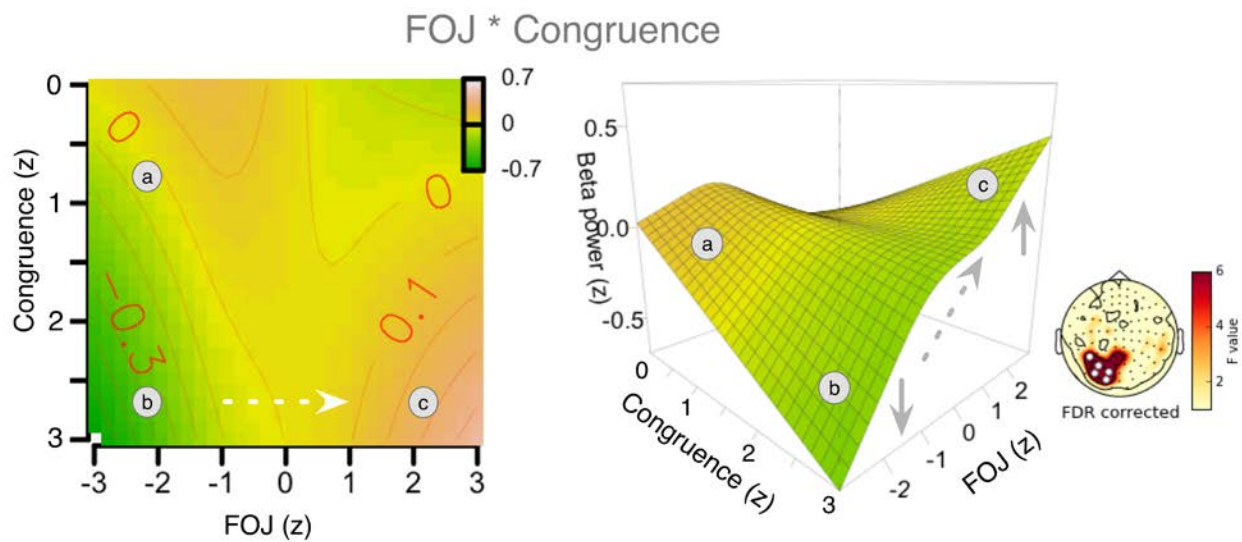 FOJ * Congruence
0
1
2
3
Congruence (z)
-3
-2
-1
0
1
2
3
FOJ (z)
0
0
−0.3
0.1
a
b
c
0.7
0
-0.7
0.5
0.0
-0.5
Beta power (z)
a
b
c
0
1
2
3
Congruence (z)
-2
-1
0
1
2
FOJ (z)
6
4
2
F value
FDR corrected